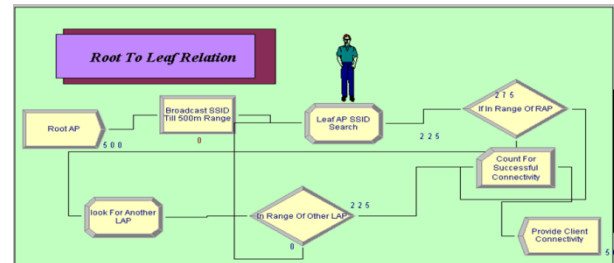 Root To Leaf Relation
Root AP
500
Broadcast SSID
Till 500m Range
0
Leaf AP SSID
Search
275
If In Range Of RAP
225
Count For
Successful
Connectivity
look For Another
LAP
In Range Of Other LAP
225
0
Provide Client
Connectivity